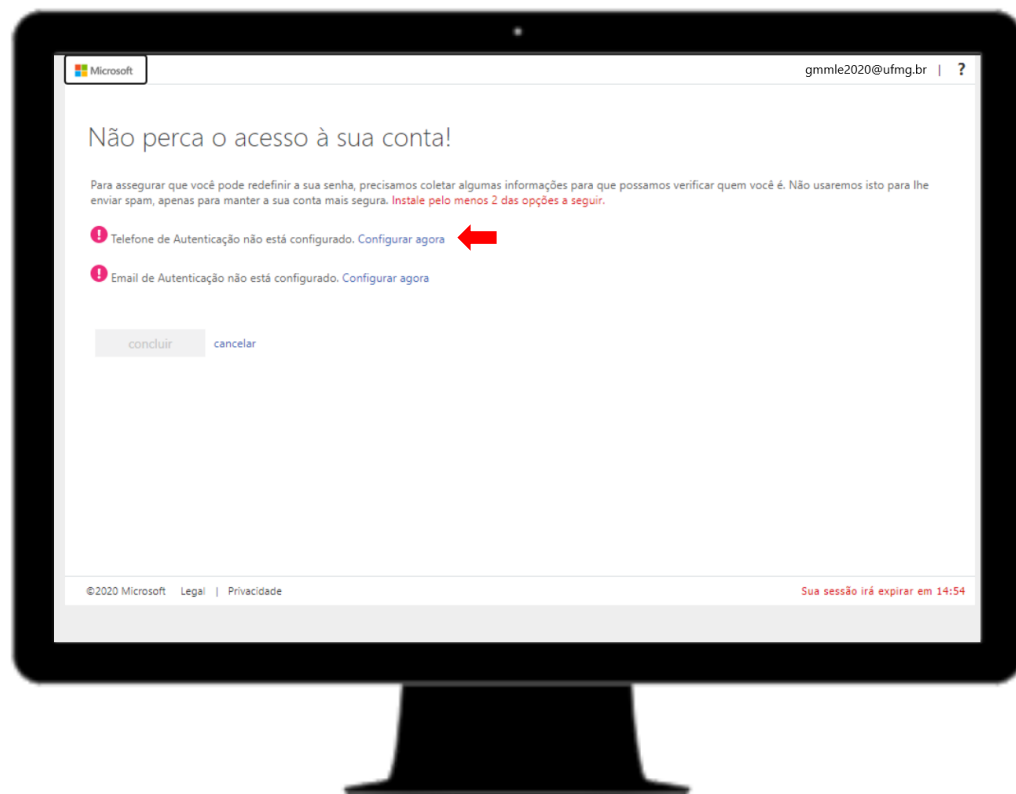 Microsoft
gmmle2020@ufmg.br | ?
Não perca o acesso à sua conta!
Para assegurar que você pode redefinir a sua senha, precisamos coletar algumas informações para que possamos verificar quem você é. Não usaremos isto para lhe
enviar spam, apenas para manter a sua conta mais segura. Instale pelo menos 2 das opções a seguir.
! Telefone de Autenticação não está configurado. Configurar agora
! Email de Autenticação não está configurado. Configurar agora
concluir cancelar
©2020 Microsoft Legal | Privacidade
Sua sessão irá expirar em 14:54